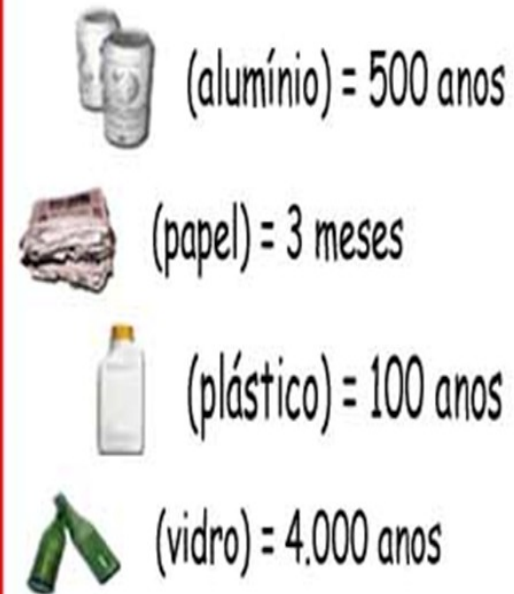 (alumínio) = 500 anos
(papel) = 3 meses
(plástico) = 100 anos
(vidro) = 4.000 anos